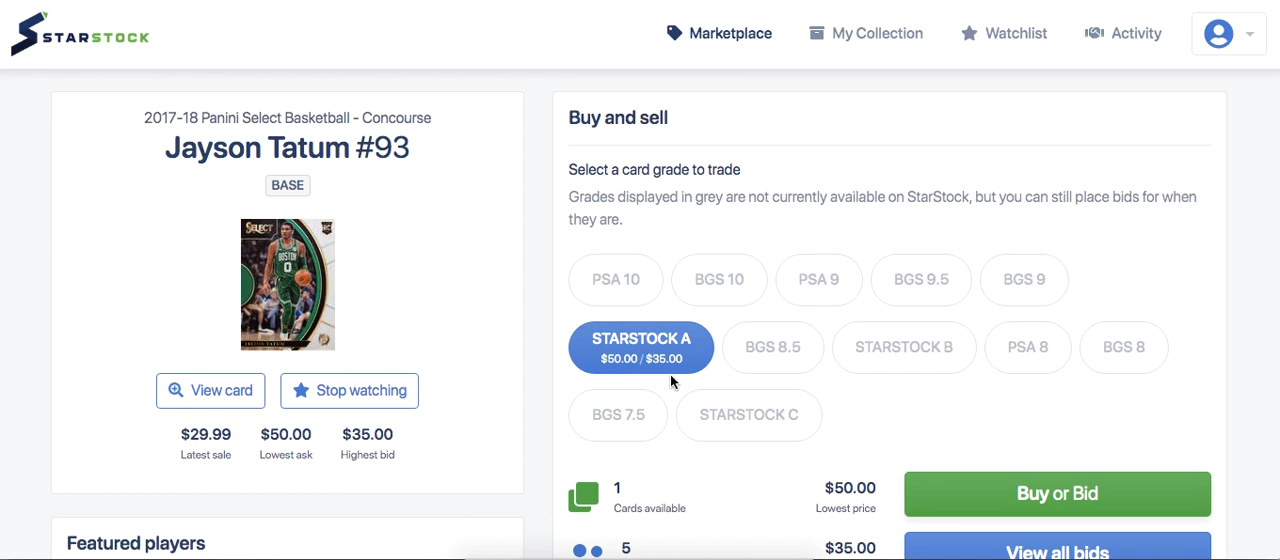 STARSTOCK
Marketplace
My Collection
Watchlist
Activity
2017-18 Panini Select Basketball - Concourse
Jayson Tatum #93
BASE
SELECT
BOSTON
0
JAYSON TATUM
View card
Stop watching
$29.99 $50.00 $35.00
Latest sale Lowest ask Highest bid
Featured players
Buy and sell
Select a card grade to trade
Grades displayed in grey are not currently available on StarStock, but you can still place bids for when
they are.
PSA 10 BGS 10 PSA 9 BGS 9.5 BGS 9
STARSTOCK A
$50.00 / $35.00
BGS 8.5 STARSTOCK B PSA 8 BGS 8
BGS 7.5 STARSTOCK C
1 $50.00
Cards available Lowest price
Buy or Bid
5 $35.00
View all bids